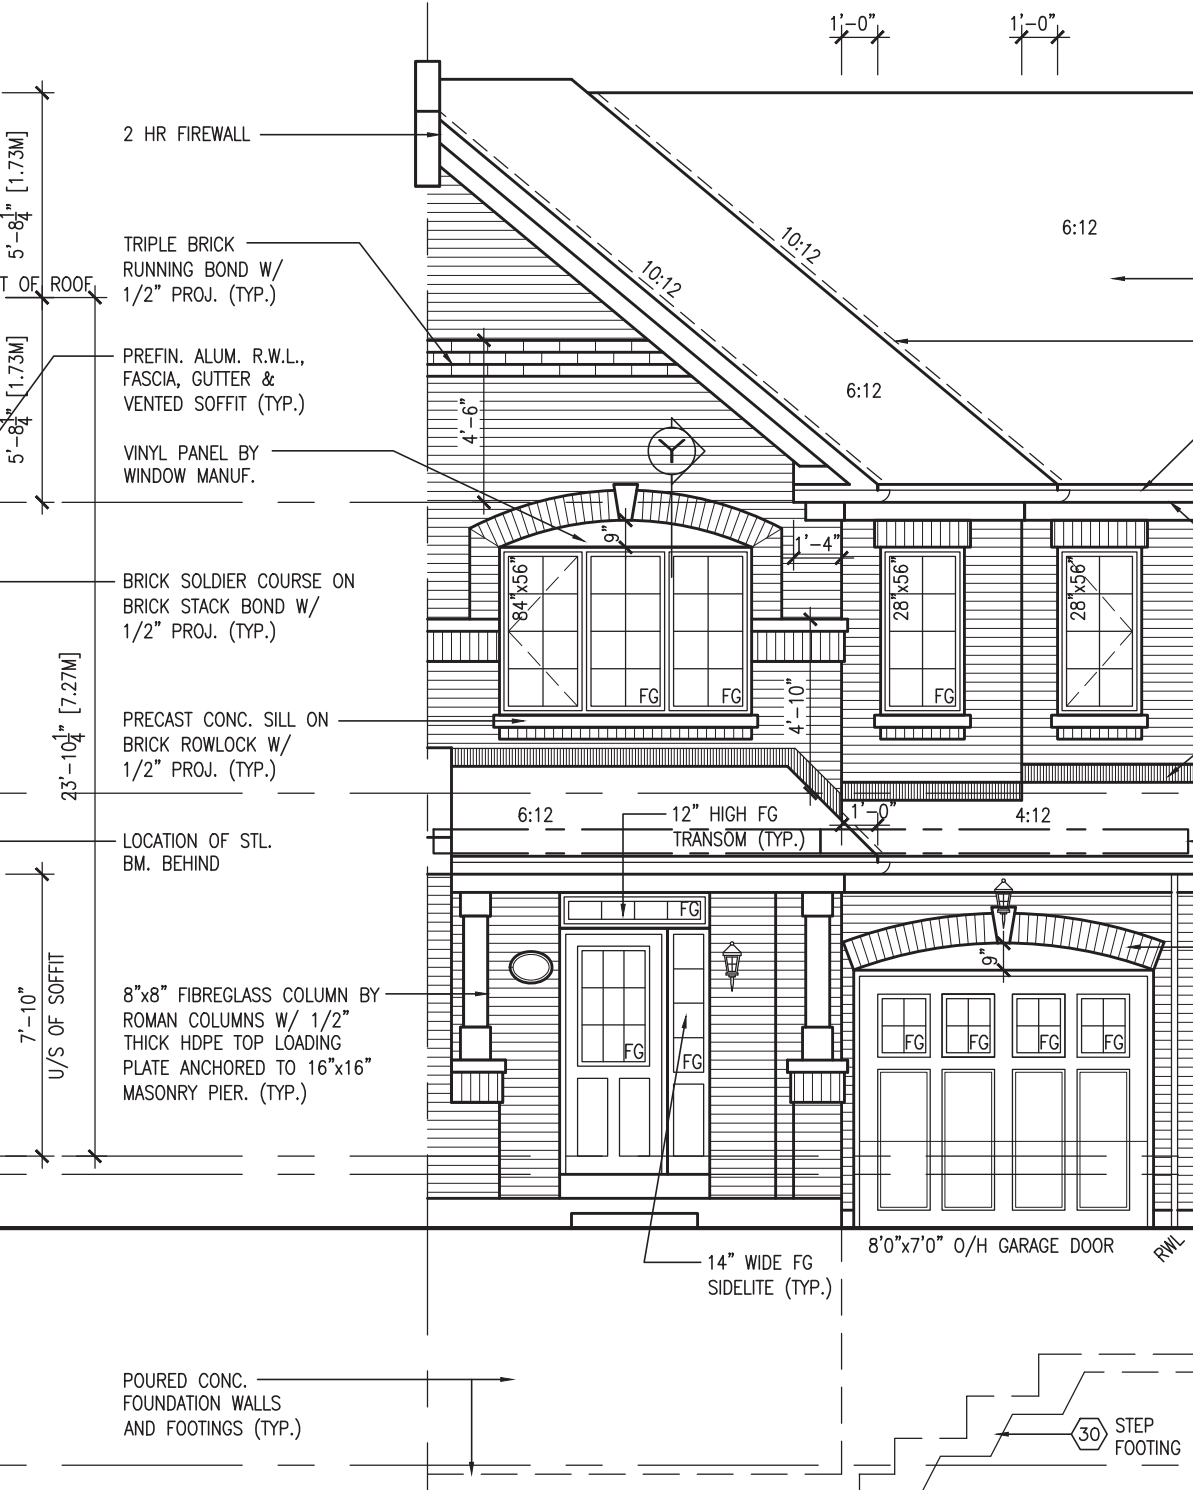 1'-0"
1'-0"
2 HR FIREWALL
5'-8 1/4" [1.73M]
TRIPLE BRICK
RUNNING BOND W/
1/2" PROJ. (TYP.)
6:12
10:12
10:12
T OF ROOF
PREFIN. ALUM. R.W.L.,
FASCIA, GUTTER &
VENTED SOFFIT (TYP.)
5'-8 1/4" [1.73M]
4'-6"
6:12
Y
VINYL PANEL BY
WINDOW MANUF.
9"
1'-4"
BRICK SOLDIER COURSE ON
BRICK STACK BOND W/
1/2" PROJ. (TYP.)
84"x56"
28"x56"
28"x56"
FG
FG
FG
23'-10 1/4" [7.27M]
4'-10"
PRECAST CONC. SILL ON
BRICK ROWLOCK W/
1/2" PROJ. (TYP.)
6:12
12" HIGH FG
TRANSOM (TYP.)
1'-0"
4:12
LOCATION OF STL.
BM. BEHIND
FG
9"
7'-10"
U/S OF SOFFIT
8"x8" FIBREGLASS COLUMN BY
ROMAN COLUMNS W/ 1/2"
THICK HDPE TOP LOADING
PLATE ANCHORED TO 16"x16"
MASONRY PIER. (TYP.)
FG
FG
FG
FG
FG
FG
8'0"x7'0" O/H GARAGE DOOR
RWL
14" WIDE FG
SIDELITE (TYP.)
POURED CONC.
FOUNDATION WALLS
AND FOOTINGS (TYP.)
30
STEP
FOOTING